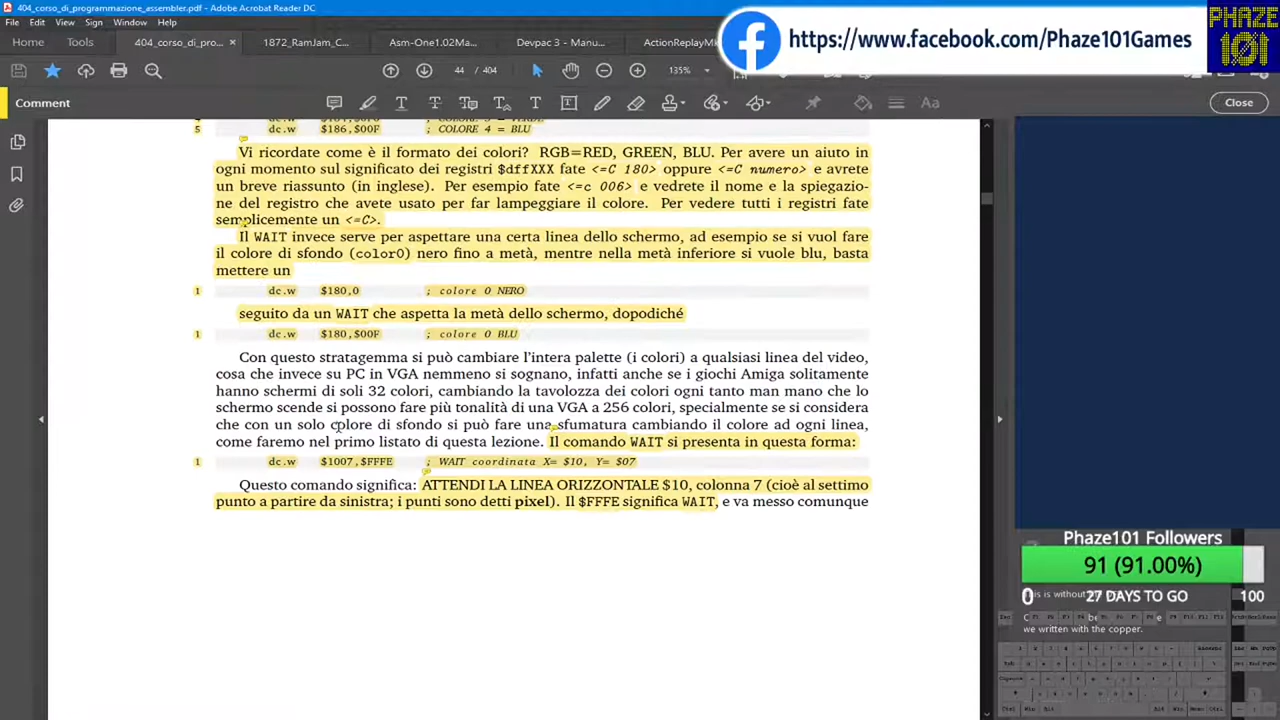 404_corso_di_programmazione_assembler.pdf - Adobe Acrobat Reader DC
File Edit View Sign Window Help
Home Tools 404_corso_di_pro... × 1872_RamJam_C... Asm-One1.02Ma... Devpac 3 - Manu... ActionReplayM
https://www.facebook.com/Phaze101Games
PHAZE
101
44 / 404 135%
Comment Aa Close
5 dc.w $186,$00F ; COLORE 4 = BLU
Vi ricordate come è il formato dei colori? RGB=RED, GREEN, BLU. Per avere un aiuto in
ogni momento sul significato dei registri $dffXXX fate <=C 180> oppure <=C numero> e avrete
un breve riassunto (in inglese). Per esempio fate <=c 006> e vedrete il nome e la spiegazio-
ne del registro che avete usato per far lampeggiare il colore. Per vedere tutti i registri fate
semplicemente un <=C>.
Il WAIT invece serve per aspettare una certa linea dello schermo, ad esempio se si vuol fare
il colore di sfondo (color0) nero fino a metà, mentre nella metà inferiore si vuole blu, basta
mettere un
1 dc.w $180,0 ; colore 0 NERO
seguito da un WAIT che aspetta la metà dello schermo, dopodiché
1 dc.w $180,$00F ; colore 0 BLU
Con questo stratagemma si può cambiare l'intera palette (i colori) a qualsiasi linea del video,
cosa che invece su PC in VGA nemmeno si sognano, infatti anche se i giochi Amiga solitamente
hanno schermi di soli 32 colori, cambiando la tavolozza dei colori ogni tanto man mano che lo
schermo scende si possono fare più tonalità di una VGA a 256 colori, specialmente se si considera
che con un solo colore di sfondo si può fare una sfumatura cambiando il colore ad ogni linea,
come faremo nel primo listato di questa lezione. Il comando WAIT si presenta in questa forma:
1 dc.w $1007,$FFFE ; WAIT coordinata X= $10, Y= $07
Questo comando significa: ATTENDI LA LINEA ORIZZONTALE $10, colonna 7 (cioè al settimo
punto a partire da sinistra; i punti sono detti pixel). Il $FFFE significa WAIT, e va messo comunque
Phaze101 Followers
91 (91.00%)
0 27 DAYS TO GO 100
we written with the copper.